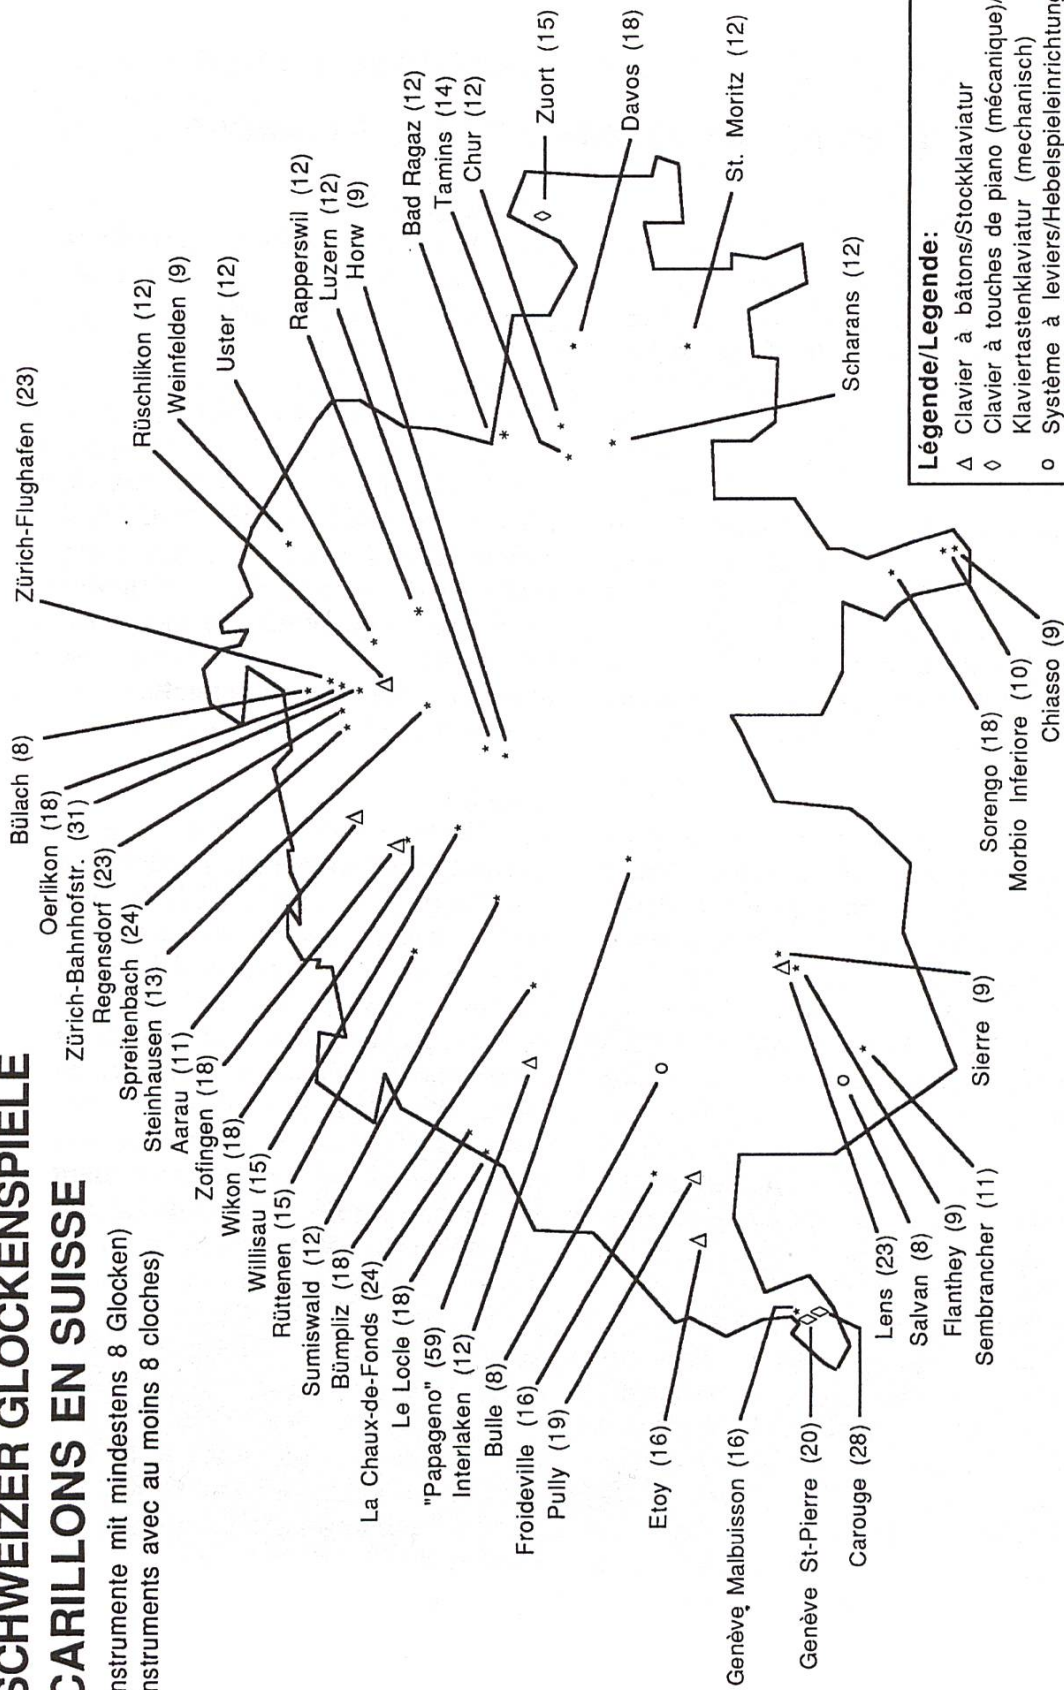 SCHWEIZER GLOCKENSPIELE
CARILLONS EN SUISSE
nstrumente mit mindestens 8 Glocken)
nstruments avec au moins 8 cloches)
Bülach (8)
Oerlikon (18)
Zürich-Bahnhofstr. (31)
Regensdorf (23)
Spreitenbach (24)
Steinhausen (13)
Aarau (11)
Zofingen (18)
Wikon (18)
Willisau (15)
Rüttenen (15)
Sumiswald (12)
Bümpliz (18)
La Chaux-de-Fonds (24)
Le Locle (18)
"Papageno" (59)
Interlaken (12)
Bulle (8)
Froideville (16)
Pully (19)
Etoy (16)
Genève, Malbuisson (16)
Genève St-Pierre (20)
Carouge (28)
Zürich-Flughafen (23)
Rüschlikon (12)
Weinfelden (9)
Uster (12)
Rapperswil (12)
Luzern (12)
Horw (9)
Bad Ragaz (12)
Tamins (14)
Chur (12)
Zuort (15)
Davos (18)
St. Moritz (12)
Scharans (12)
Sorengo (18)
Morbio Inferiore (10)
Chiasso (9)
Sierre (9)
Lens (23)
Salvan (8)
Flanthey (9)
Sembrancher (11)
Légende/Legende:
△ Clavier à bâtons/Stockklaviatur
◊ Clavier à touches de piano (mécanique)/
Klaviertastenklaviatur (mechanisch)
o Système à leviers/Hebelspieleinrichtung